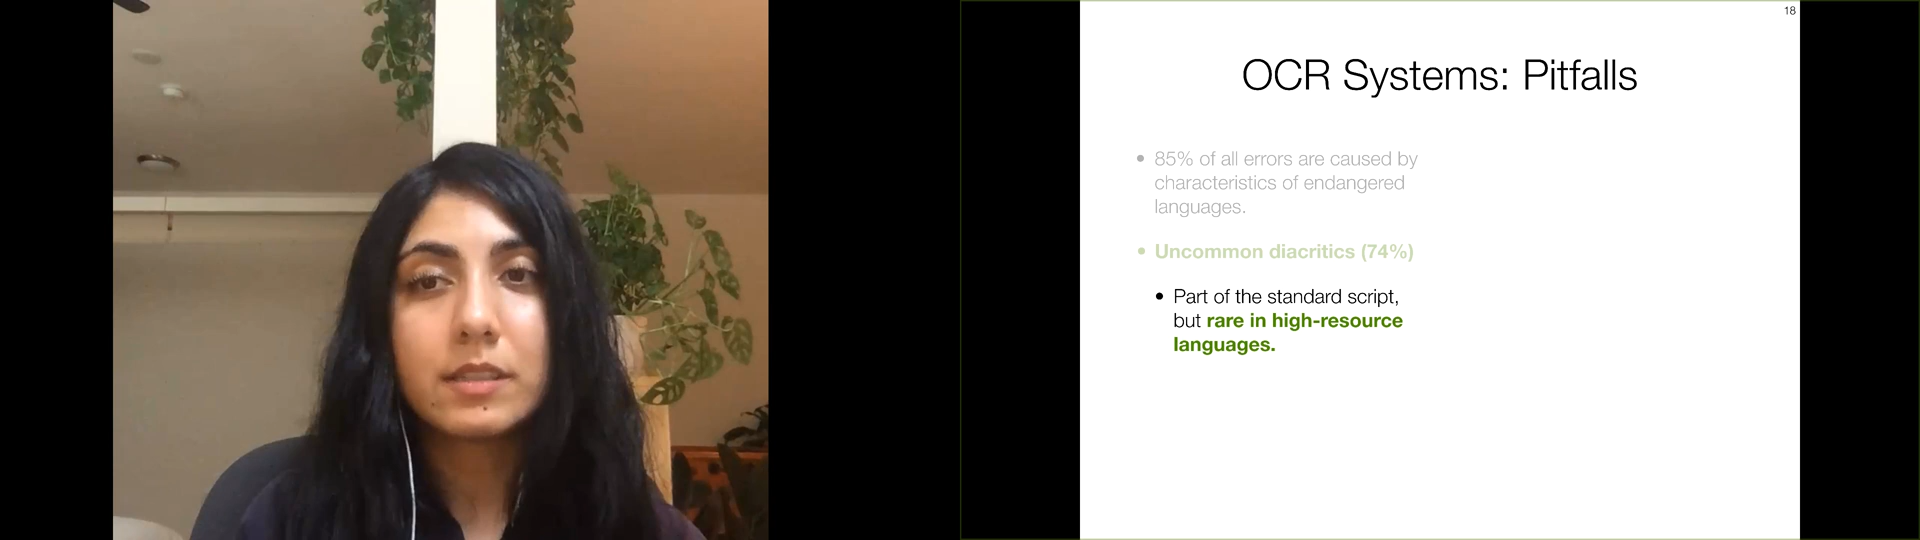 18
OCR Systems: Pitfalls
• 85% of all errors are caused by
characteristics of endangered
languages.
• Uncommon diacritics (74%)
• Part of the standard script,
but rare in high-resource
languages.